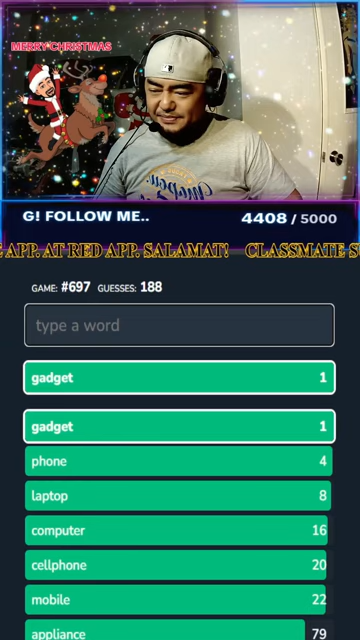 MERRY CHRISTMAS
G! FOLLOW ME..
4408 / 5000
APP. AT RED APP. SALAMAT! CLASSMATE
GAME: #697 GUESSES: 188
type a word
gadget 1
gadget 1
phone 4
laptop 8
computer 16
cellphone 20
mobile 22
appliance 79